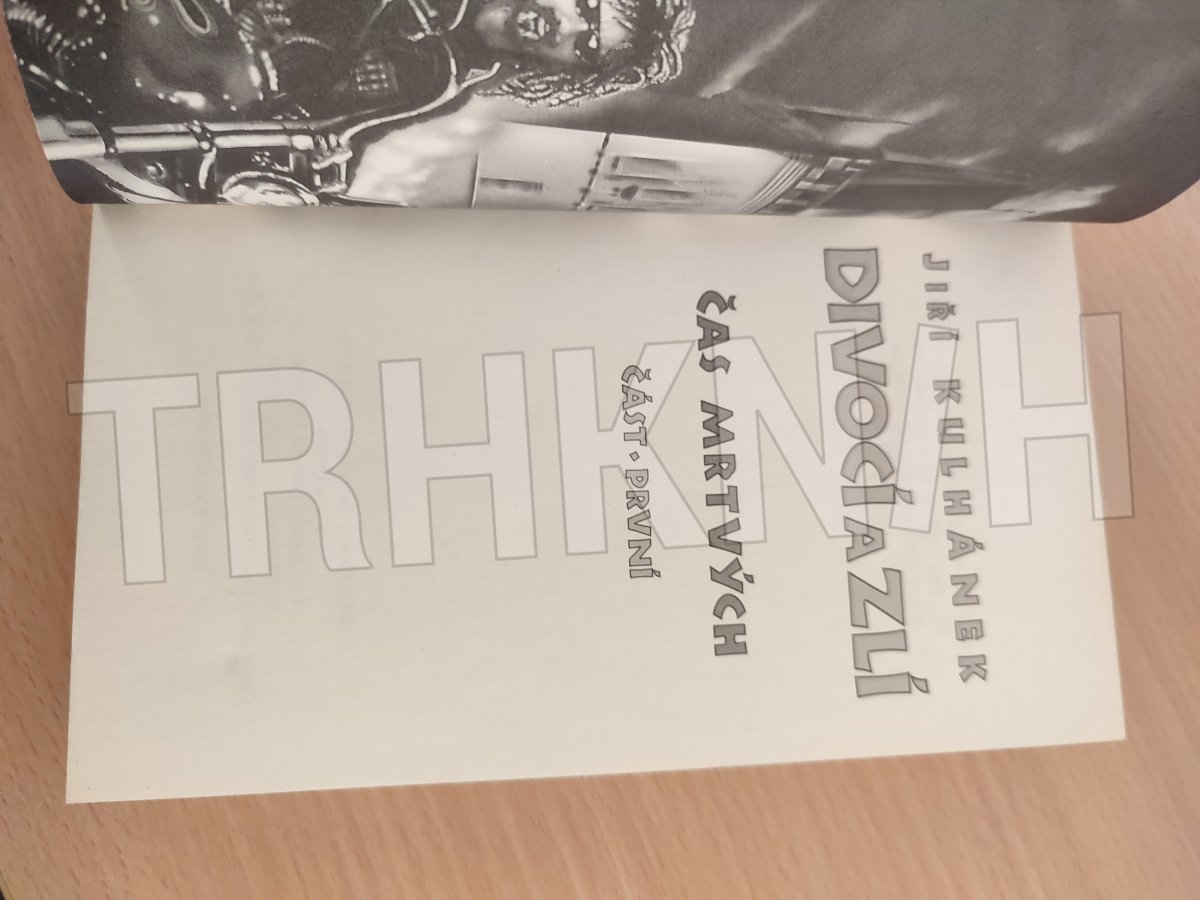 JIŘÍ KULHÁNEK
DIVOCÍ A ZLÍ
ČAS MRTVÝCH
ČÁST · PRVNÍ
TRHKNIH